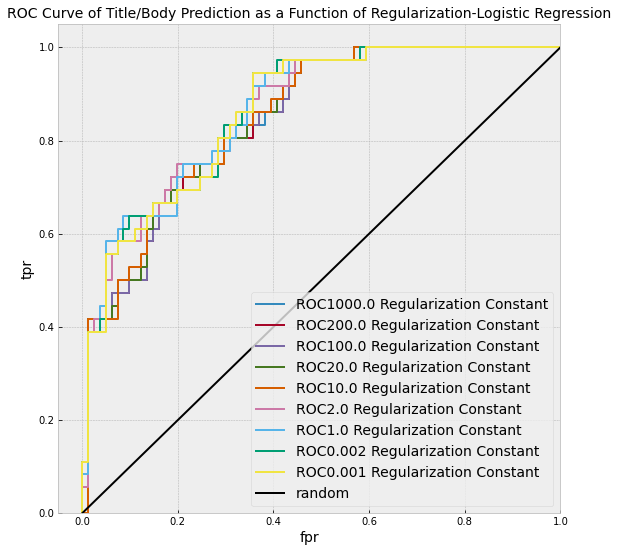 ROC Curve of Title/Body Prediction as a Function of Regularization-Logistic Regression
1.0
0.8
0.6
0.4
0.2
0.0
tpr
ROC1000.0 Regularization Constant
ROC200.0 Regularization Constant
ROC100.0 Regularization Constant
ROC20.0 Regularization Constant
ROC10.0 Regularization Constant
ROC2.0 Regularization Constant
ROC1.0 Regularization Constant
ROC0.002 Regularization Constant
ROC0.001 Regularization Constant
random
0.0 0.2 0.4 0.6 0.8 1.0
fpr